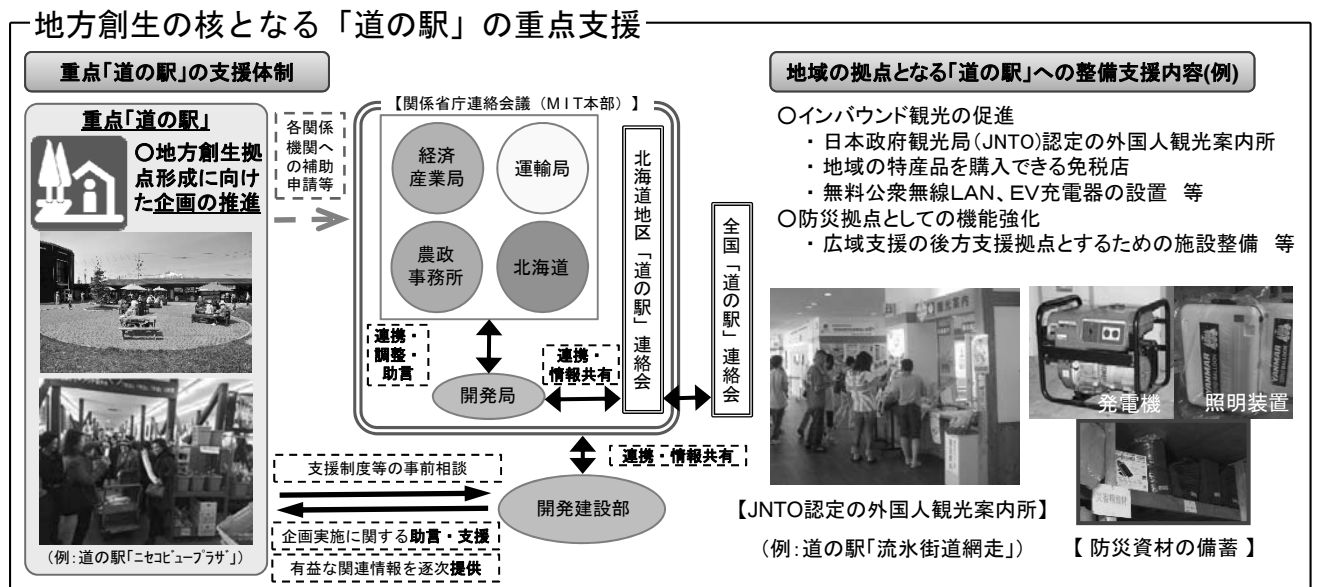 地方創生の核となる「道の駅」の重点支援
重点「道の駅」の支援体制
重点「道の駅」
〇地方創生拠
点形成に向け
た企画の推進
(例:道の駅「ニセコビュープラザ」)
各関係
機関へ
の補助
申請等
【関係省庁連絡会議(MIT本部)】
経済
産業局
運輸局
農政
事務所
北海道
連携・
調整・
助言
開発局
連携・
情報共有
北海道地区「道の駅」連絡会
全国「道の駅」連絡会
連携・情報共有
開発建設部
支援制度等の事前相談
企画実施に関する助言・支援
有益な関連情報を逐次提供
地域の拠点となる「道の駅」への整備支援内容(例)
〇インバウンド観光の促進
・ 日本政府観光局(JNTO)認定の外国人観光案内所
・ 地域の特産品を購入できる免税店
・ 無料公衆無線LAN、EV充電器の設置 等
〇防災拠点としての機能強化
・ 広域支援の後方支援拠点とするための施設整備 等
観光案内
【JNTO認定の外国人観光案内所】
(例:道の駅「流氷街道網走」)
発電機
YANMAR
照明装置
【 防災資材の備蓄 】